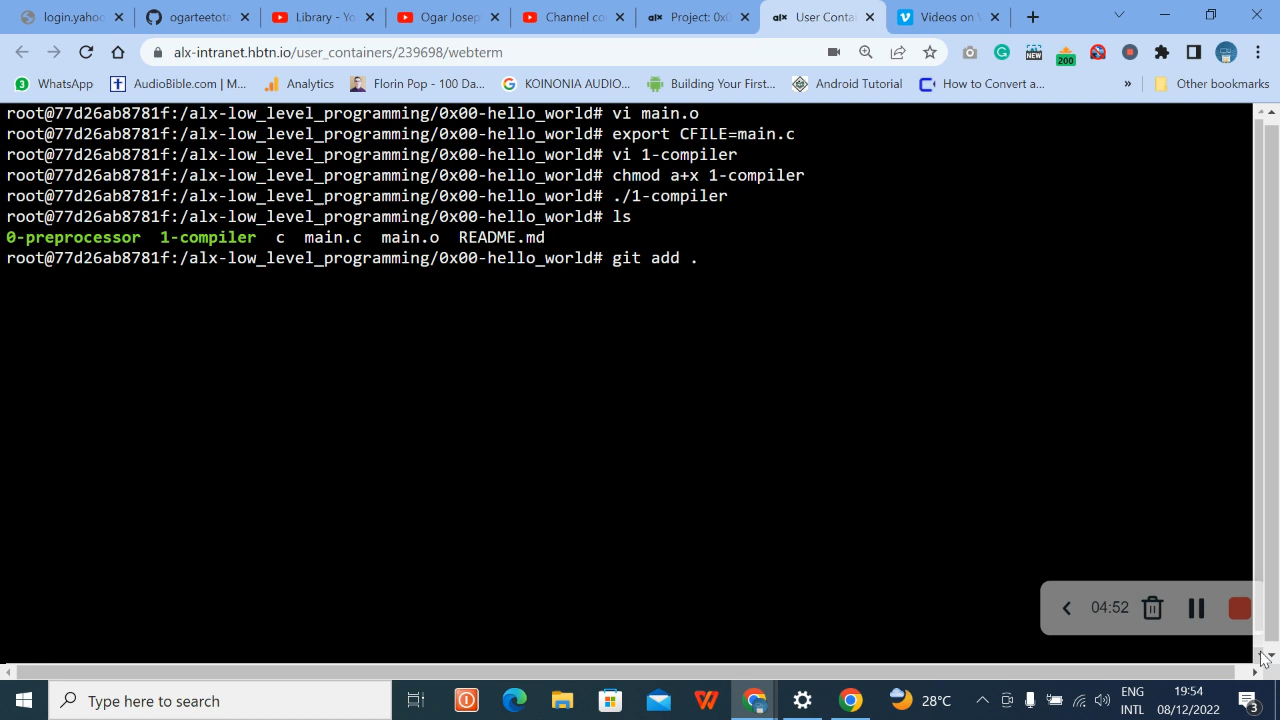 login.yahoo
ogarteetota
Library - Yo
Ogar Josep
Channel co
Project: 0x0
User Conta
Videos on V
alx-intranet.hbtn.io/user_containers/239698/webterm
NEW
200
3
WhatsApp
AudioBible.com | M...
Analytics
Florin Pop - 100 Da...
KOINONIA AUDIO...
Building Your First...
Android Tutorial
How to Convert a...
»
Other bookmarks
root@77d26ab8781f:/alx-low_level_programming/0x00-hello_world# vi main.o
root@77d26ab8781f:/alx-low_level_programming/0x00-hello_world# export CFILE=main.c
root@77d26ab8781f:/alx-low_level_programming/0x00-hello_world# vi 1-compiler
root@77d26ab8781f:/alx-low_level_programming/0x00-hello_world# chmod a+x 1-compiler
root@77d26ab8781f:/alx-low_level_programming/0x00-hello_world# ./1-compiler
root@77d26ab8781f:/alx-low_level_programming/0x00-hello_world# ls
0-preprocessor 1-compiler c main.c main.o README.md
root@77d26ab8781f:/alx-low_level_programming/0x00-hello_world# git add .
04:52
Type here to search
28°C
ENG
INTL
19:54
08/12/2022
3